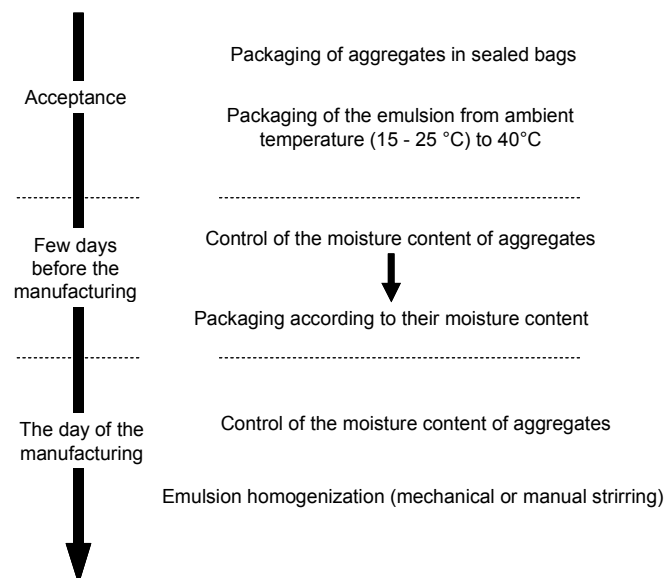 Packaging of aggregates in sealed bags
Acceptance
Packaging of the emulsion from ambient
temperature (15 - 25 °C) to 40°C
Few days
before the
manufacturing
Control of the moisture content of aggregates
Packaging according to their moisture content
The day of the
manufacturing
Control of the moisture content of aggregates
Emulsion homogenization (mechanical or manual strirring)